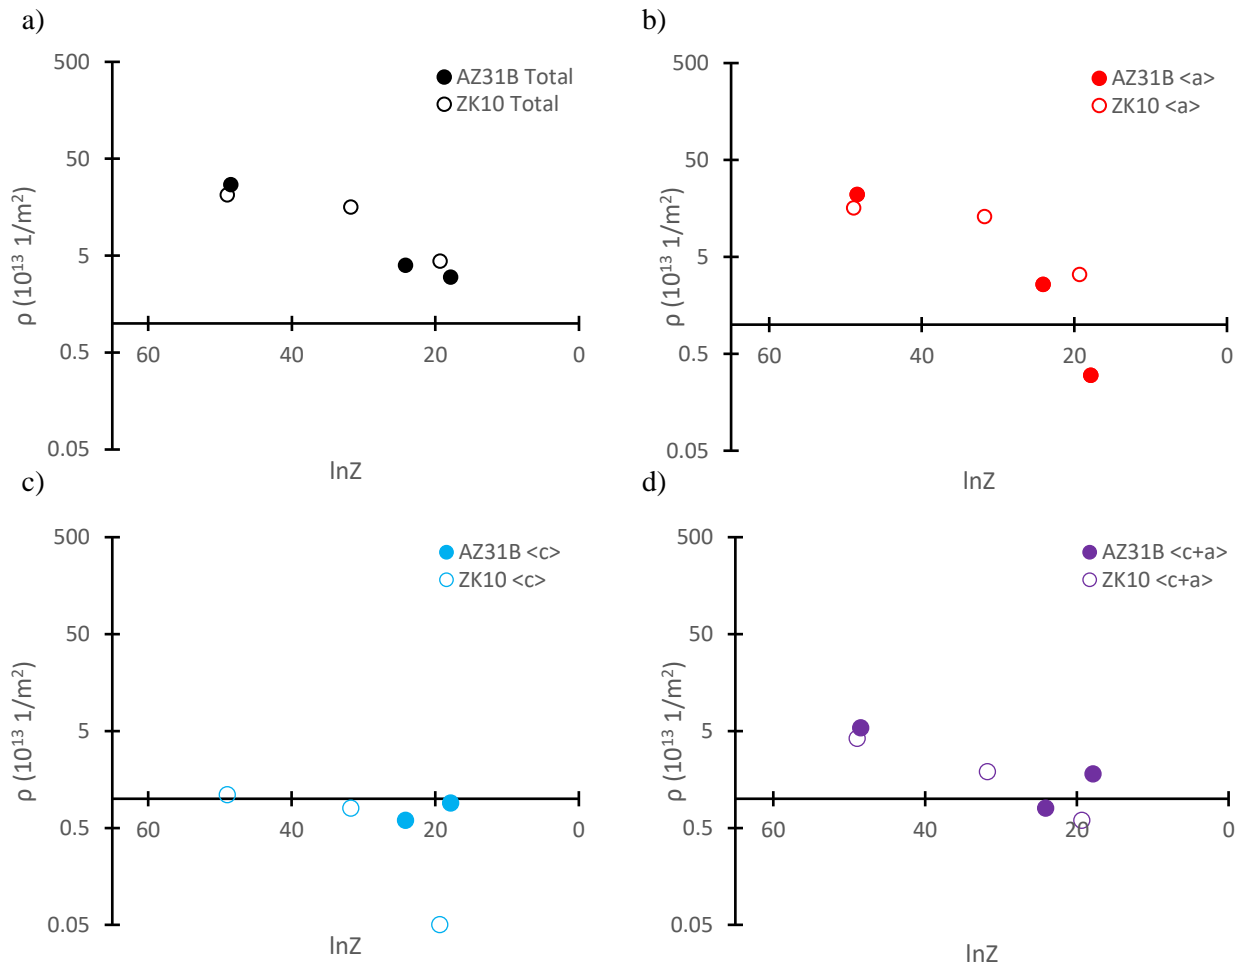 a)
500
AZ31B Total
ZK10 Total
50
5
0.5
0.05
60
40
20
0
ρ (10¹³ 1/m²)
lnZ
b)
500
AZ31B <a>
ZK10 <a>
50
5
0.5
0.05
60
40
20
0
ρ (10¹³ 1/m²)
lnZ
c)
500
AZ31B <c>
ZK10 <c>
50
5
0.5
0.05
60
40
20
0
ρ (10¹³ 1/m²)
lnZ
d)
500
AZ31B <c+a>
ZK10 <c+a>
50
5
0.5
0.05
60
40
20
0
ρ (10¹³ 1/m²)
lnZ